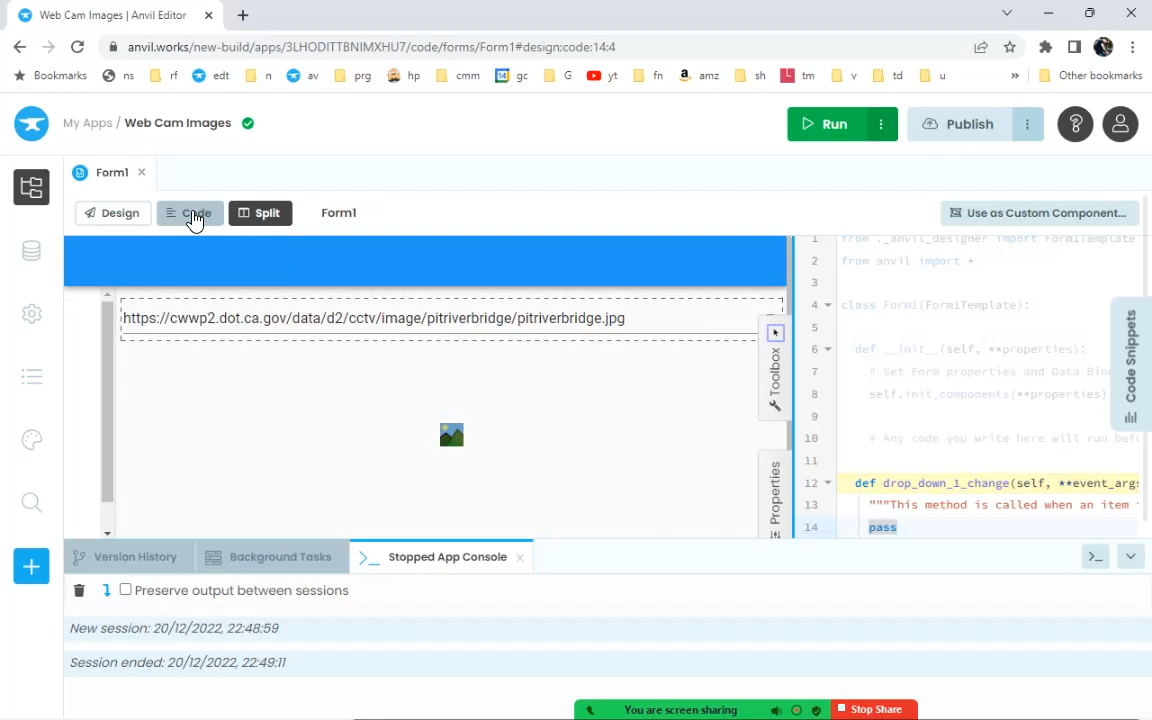 Web Cam Images | Anvil Editor
anvil.works/new-build/apps/3LHODITTBNIMXHU7/code/forms/Form1#design:code:14:4
Bookmarks ns rf edt n av prg hp cmm 14 gc G yt fn amz sh tm v td u » Other bookmarks
My Apps / Web Cam Images
Run
Publish
Form1
Design
Code
Split
Form1
Use as Custom Component...
https://cwwp2.dot.ca.gov/data/d2/cctv/image/pitriverbridge/pitriverbridge.jpg
Toolbox
Properties
1 from ._anvil_designer import Form1Template
2 from anvil import *
3
4 class Form1(Form1Template):
5
6 def __init__(self, **properties):
7 # Set Form properties and Data Bin
8 self.init_components(**properties)
9
10 # Any code you write here will run bef
11
12 def drop_down_1_change(self, **event_args
13 """This method is called when an item
14 pass
Code Snippets
Version History
Background Tasks
Stopped App Console
Preserve output between sessions
New session: 20/12/2022, 22:48:59
Session ended: 20/12/2022, 22:49:11
You are screen sharing
Stop Share